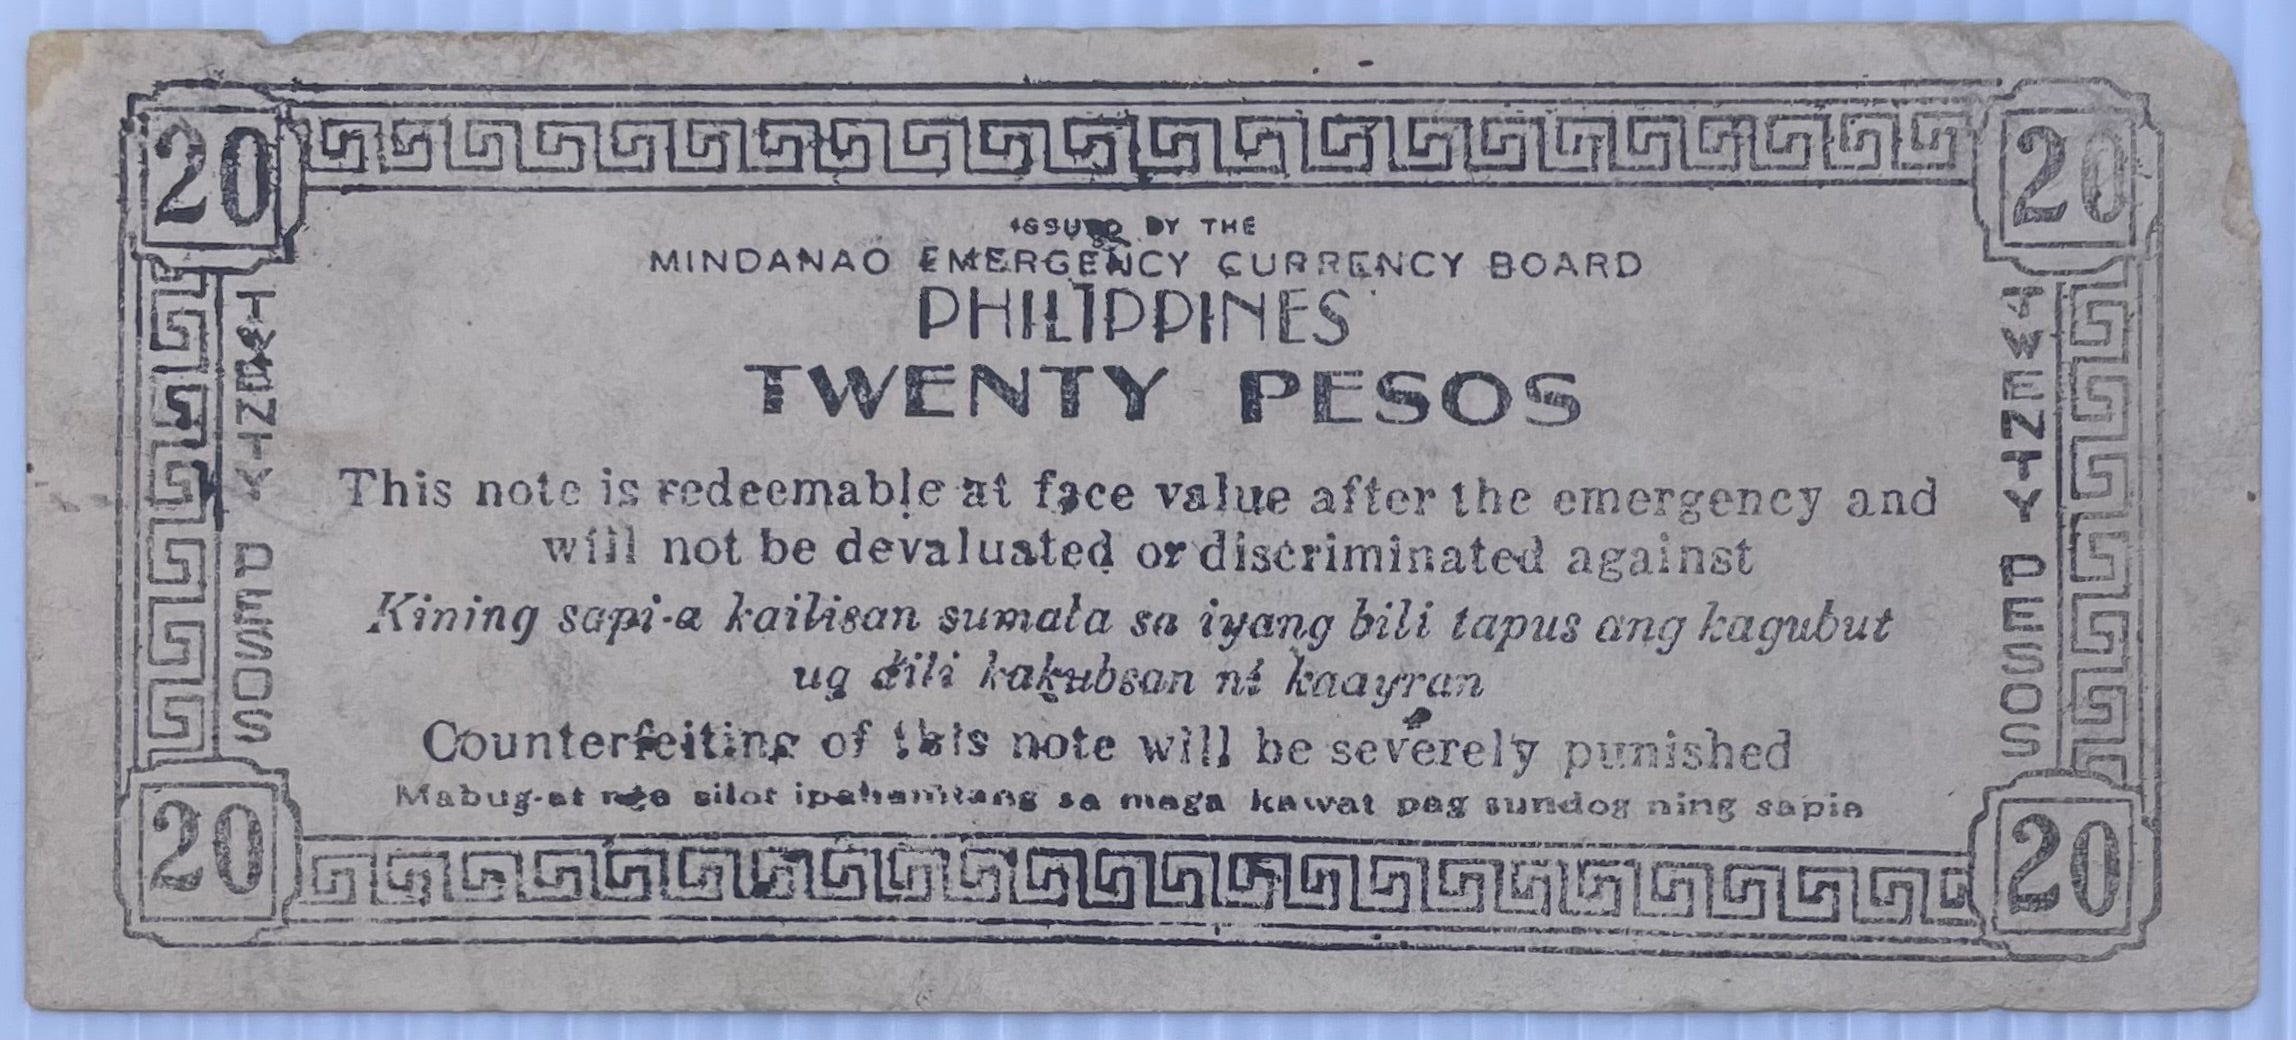 20
20
ISSUED BY THE
MINDANAO EMERGENCY CURRENCY BOARD
PHILIPPINES
TWENTY PESOS
TWENTY PESOS
TWENTY PESOS
This note is redeemable at face value after the emergency and
will not be devaluated or discriminated against
Kining sapi-a kailisan sumala sa iyang bili tapus ang kagubut
ug dili kakubsan ni kaayran
Counterfeiting of this note will be severely punished
Mabug-at nga silot ipahamtang sa maga kawat pag sundog ning sapia
20
20